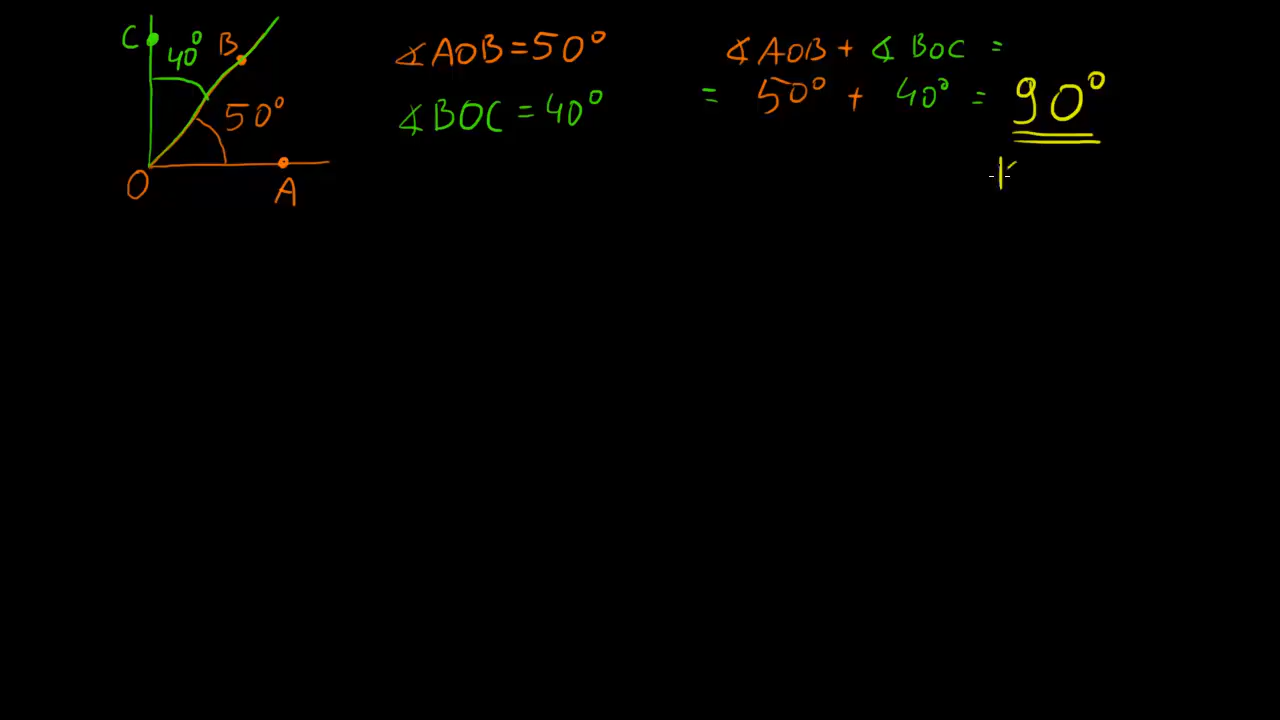 C 40° B
50°
O A
∢AOB = 50°
∢BOC = 40°
∢AOB + ∢BOC =
= 50° + 40° = 90°